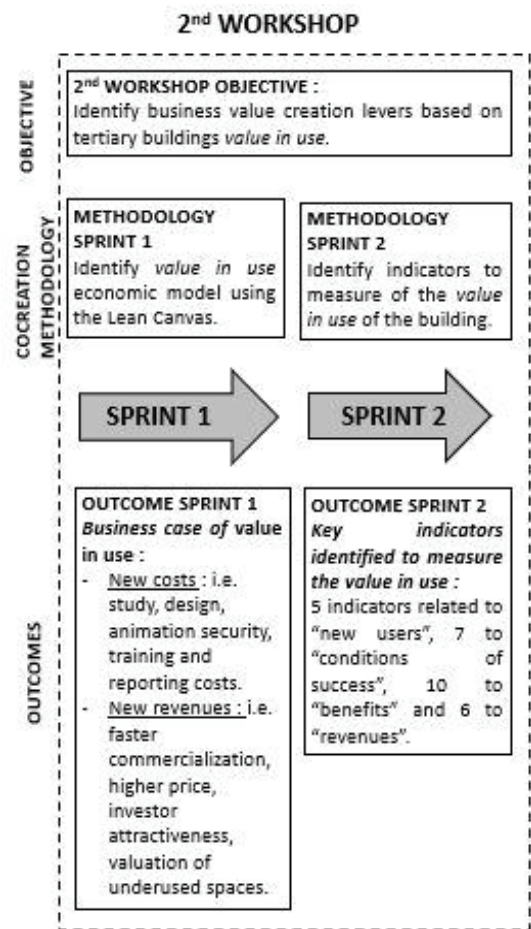 2nd WORKSHOP
OBJECTIVE
2nd WORKSHOP OBJECTIVE :
Identify business value creation levers based on
tertiary buildings value in use.
COCREATION
METHODOLOGY
METHODOLOGY
SPRINT 1
Identify value in use
economic model using
the Lean Canvas.
METHODOLOGY
SPRINT 2
Identify indicators to
measure of the value
in use of the building.
SPRINT 1
SPRINT 2
OUTCOMES
OUTCOME SPRINT 1
Business case of value
in use :
- New costs : i.e.
study, design,
animation security,
training and
reporting costs.
- New revenues : i.e.
faster
commercialization,
higher price,
investor
attractiveness,
valuation of
underused spaces.
OUTCOME SPRINT 2
Key indicators
identified to measure
the value in use :
5 indicators related to
“new users”, 7 to
“conditions of
success”, 10 to
“benefits” and 6 to
“revenues”.